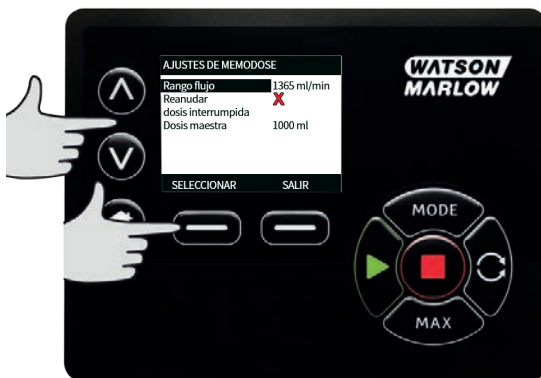 WATSON
MARLOW
AJUSTES DE MEMODOSE
Rango flujo 1365 ml/min
Reanudar
dosis interrumpida
Dosis maestra 1000 ml
SELECCIONAR SALIR
MODE
MAX